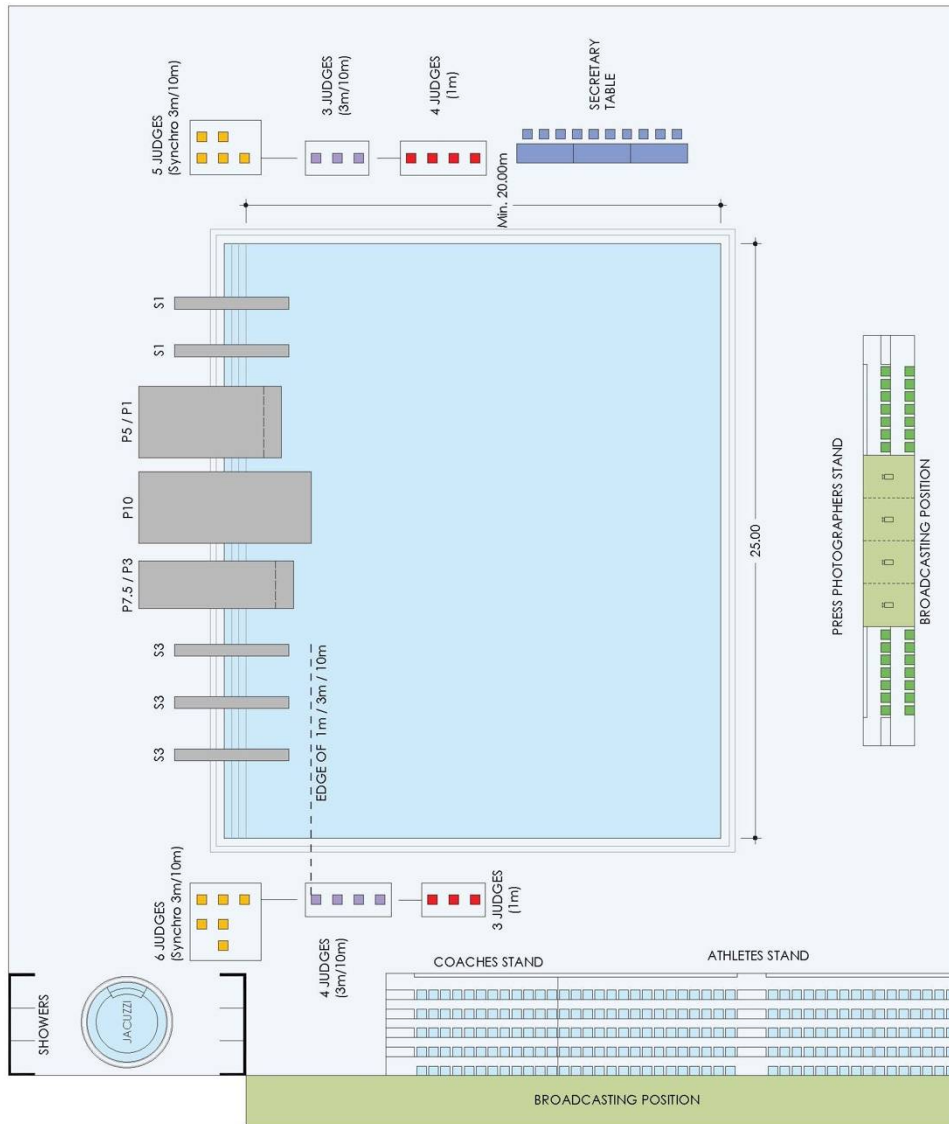 5 JUDGES
(Synchro 3m/10m)
3 JUDGES
(3m/10m)
4 JUDGES
(1m)
SECRETARY
TABLE
Min. 20.00m
S1
S1
P5 / P1
P10
P7.5 / P3
S3
S3
S3
EDGE OF 1m / 3m / 10m
25.00
PRESS PHOTOGRAPHERS STAND
BROADCASTING POSITION
6 JUDGES
(Synchro 3m/10m)
4 JUDGES
(3m/10m)
3 JUDGES
(1m)
SHOWERS
JACUZZI
COACHES STAND
ATHLETES STAND
BROADCASTING POSITION